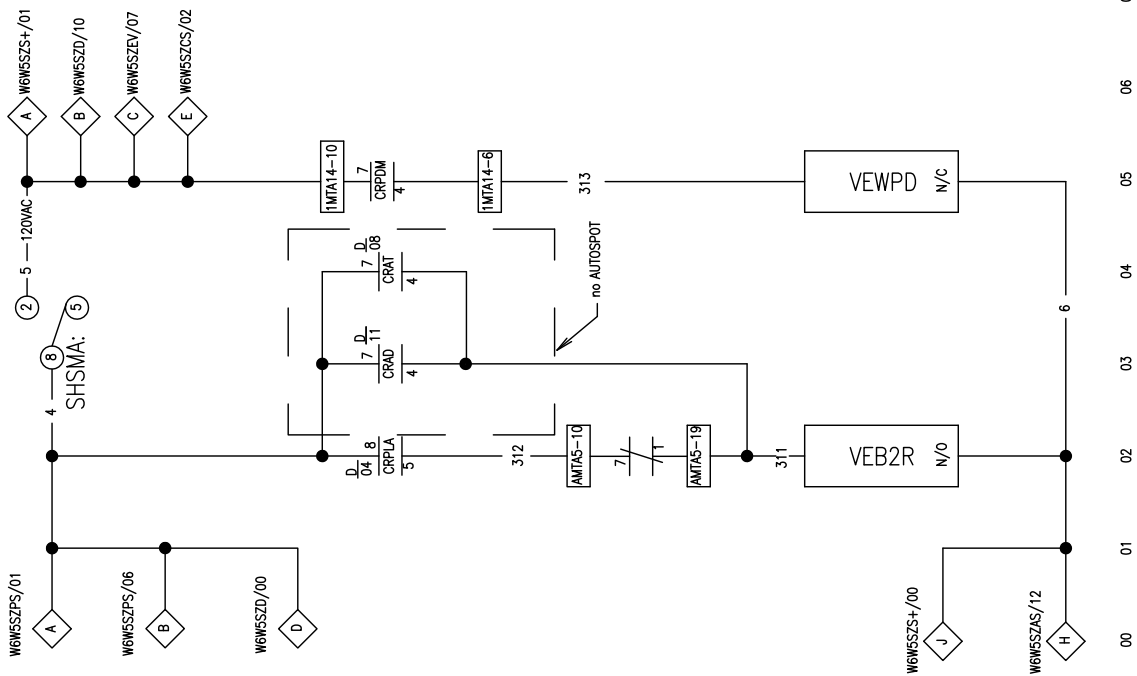 W6W5SZS+/01
A
W6W5SZD/10
B
W6W5SZEV/07
C
W6W5SZCS/02
E
120VAC
5
2
5
8
SHSMA:
4
1MTA14-10
7
CRPDM
4
1MTA14-6
313
VEWPD
N/C
D
08
7
CRAT
4
no AUTOSPOT
D
11
7
CRAD
4
D
04
8
CRPLA
5
312
AMTA5-10
7
1
AMTA5-19
311
VEB2R
N/O
6
W6W5SZPS/01
A
W6W5SZPS/06
B
W6W5SZD/00
D
W6W5SZS+/00
J
W6W5SZAS/12
H
00
01
02
03
04
05
06